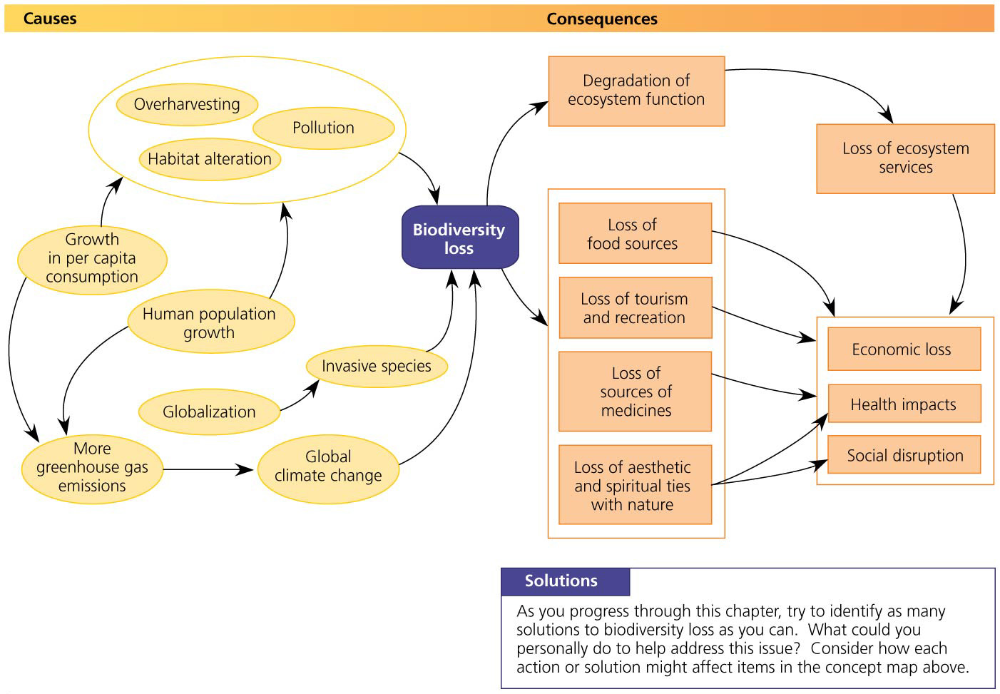 Causes
Consequences
Overharvesting
Pollution
Habitat alteration
Growth
in per capita
consumption
Human population
growth
Invasive species
Globalization
More
greenhouse gas
emissions
Global
climate change
Biodiversity
loss
Degradation of
ecosystem function
Loss of ecosystem
services
Loss of
food sources
Loss of tourism
and recreation
Loss of
sources of
medicines
Loss of aesthetic
and spiritual ties
with nature
Economic loss
Health impacts
Social disruption
Solutions
As you progress through this chapter, try to identify as many
solutions to biodiversity loss as you can.  What could you
personally do to help address this issue?  Consider how each
action or solution might affect items in the concept map above.